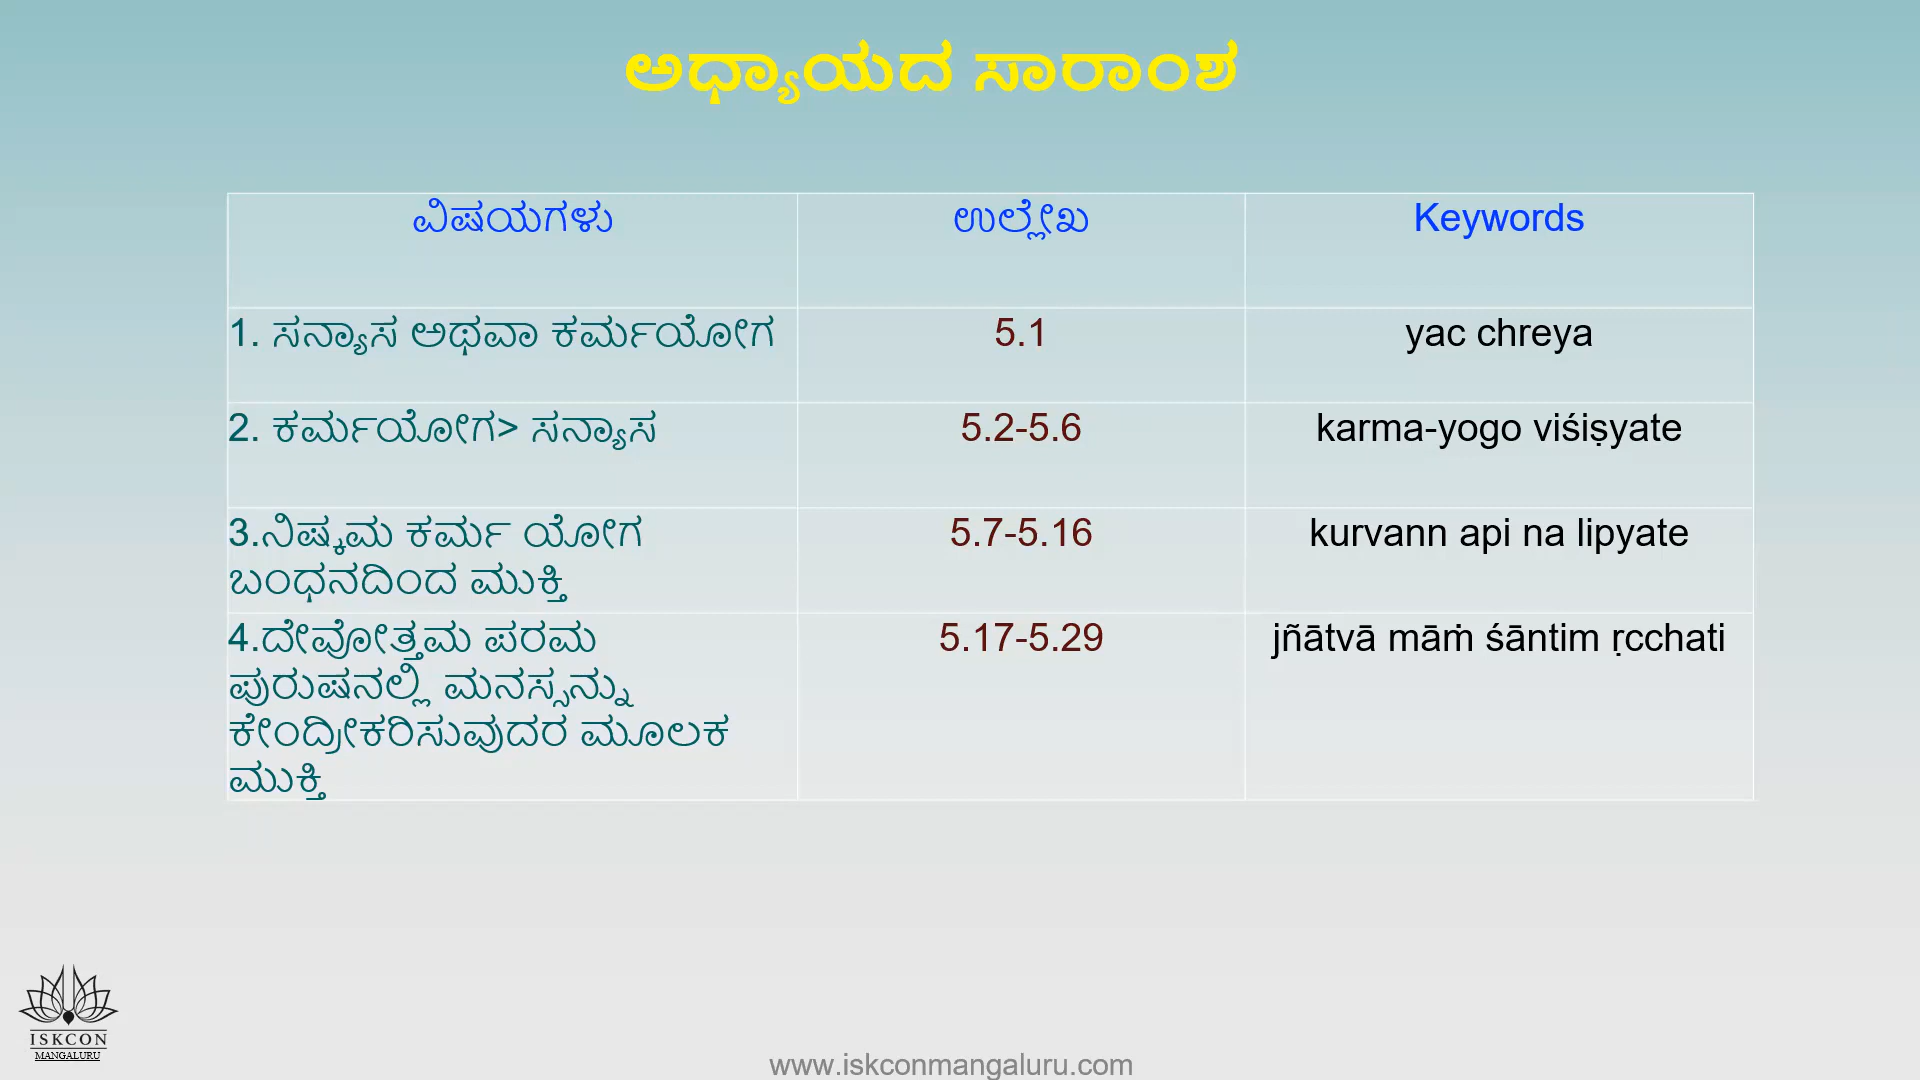 ಅಧ್ಯಾಯದ ಸಾರಾಂಶ
ವಿಷಯಗಳು ಉಲ್ಲೇಖ Keywords
1. ಸನ್ಯಾಸ ಅಥವಾ ಕರ್ಮಯೋಗ 5.1 yac chreya
2. ಕರ್ಮಯೋಗ> ಸನ್ಯಾಸ 5.2-5.6 karma-yogo viśiṣyate
3.ನಿಷ್ಕಮ ಕರ್ಮ ಯೋಗ 5.7-5.16 kurvann api na lipyate
ಬಂಧನದಿಂದ ಮುಕ್ತಿ
4.ದೇವೋತ್ತಮ ಪರಮ 5.17-5.29 jñātvā māṁ śāntim ṛcchati
ಪುರುಷನಲ್ಲಿ ಮನಸ್ಸನ್ನು
ಕೇಂದ್ರೀಕರಿಸುವುದರ ಮೂಲಕ
ಮುಕ್ತಿ
ISKCON
MANGALURU
www.iskconmangaluru.com